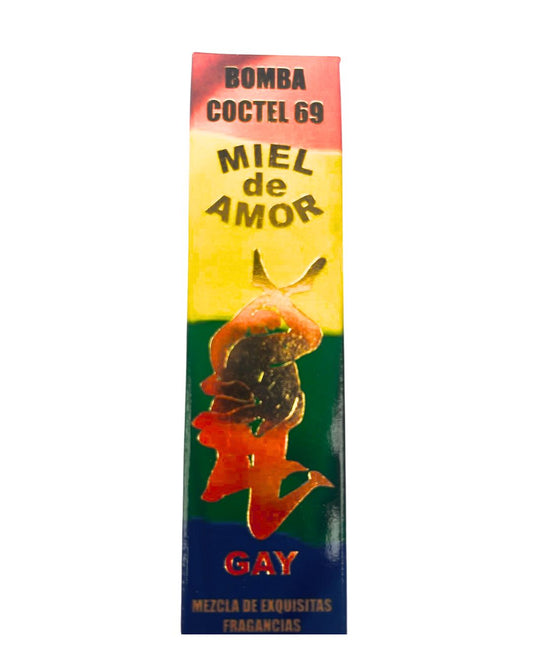 BOMBA
COCTEL 69
MIEL
de
AMOR
GAY
MEZCLA DE EXQUISITAS
FRAGANCIAS